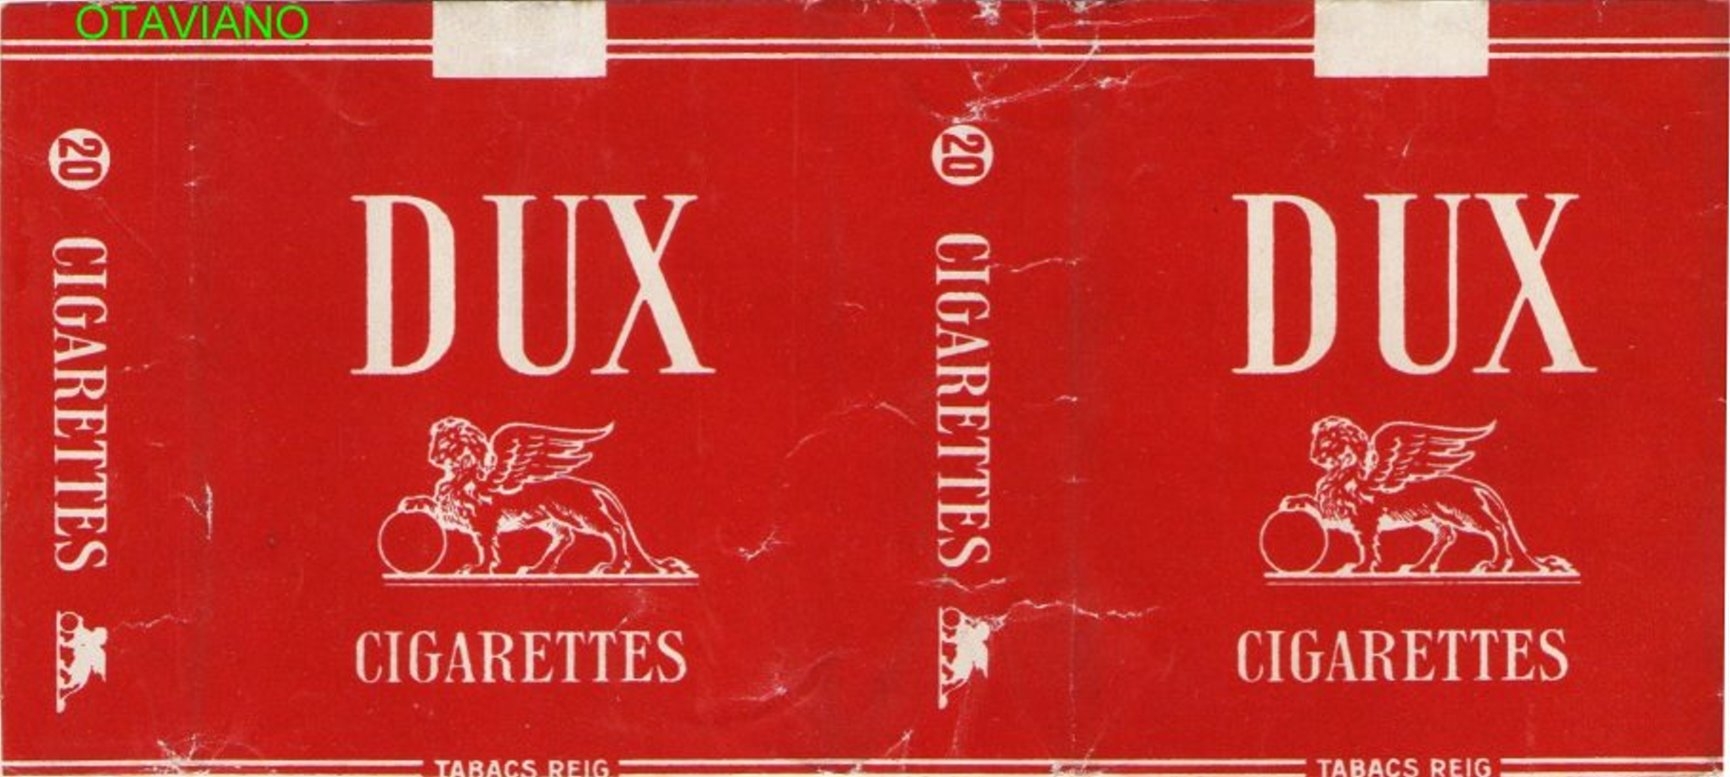 OTAVIANO
20 CIGARETTES
DUX
CIGARETTES
TABACS REIG
20 CIGARETTES
DUX
CIGARETTES
TABACS REIG